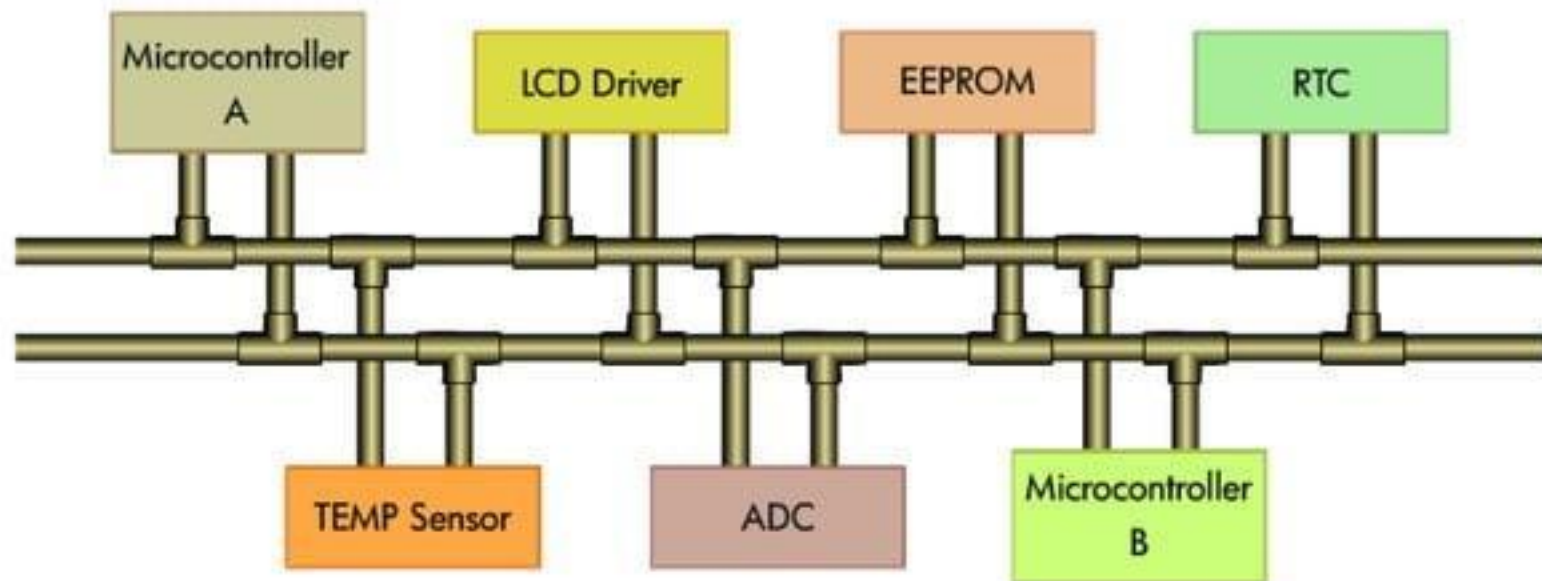 Microcontroller
A
LCD Driver
EEPROM
RTC
TEMP Sensor
ADC
Microcontroller
B